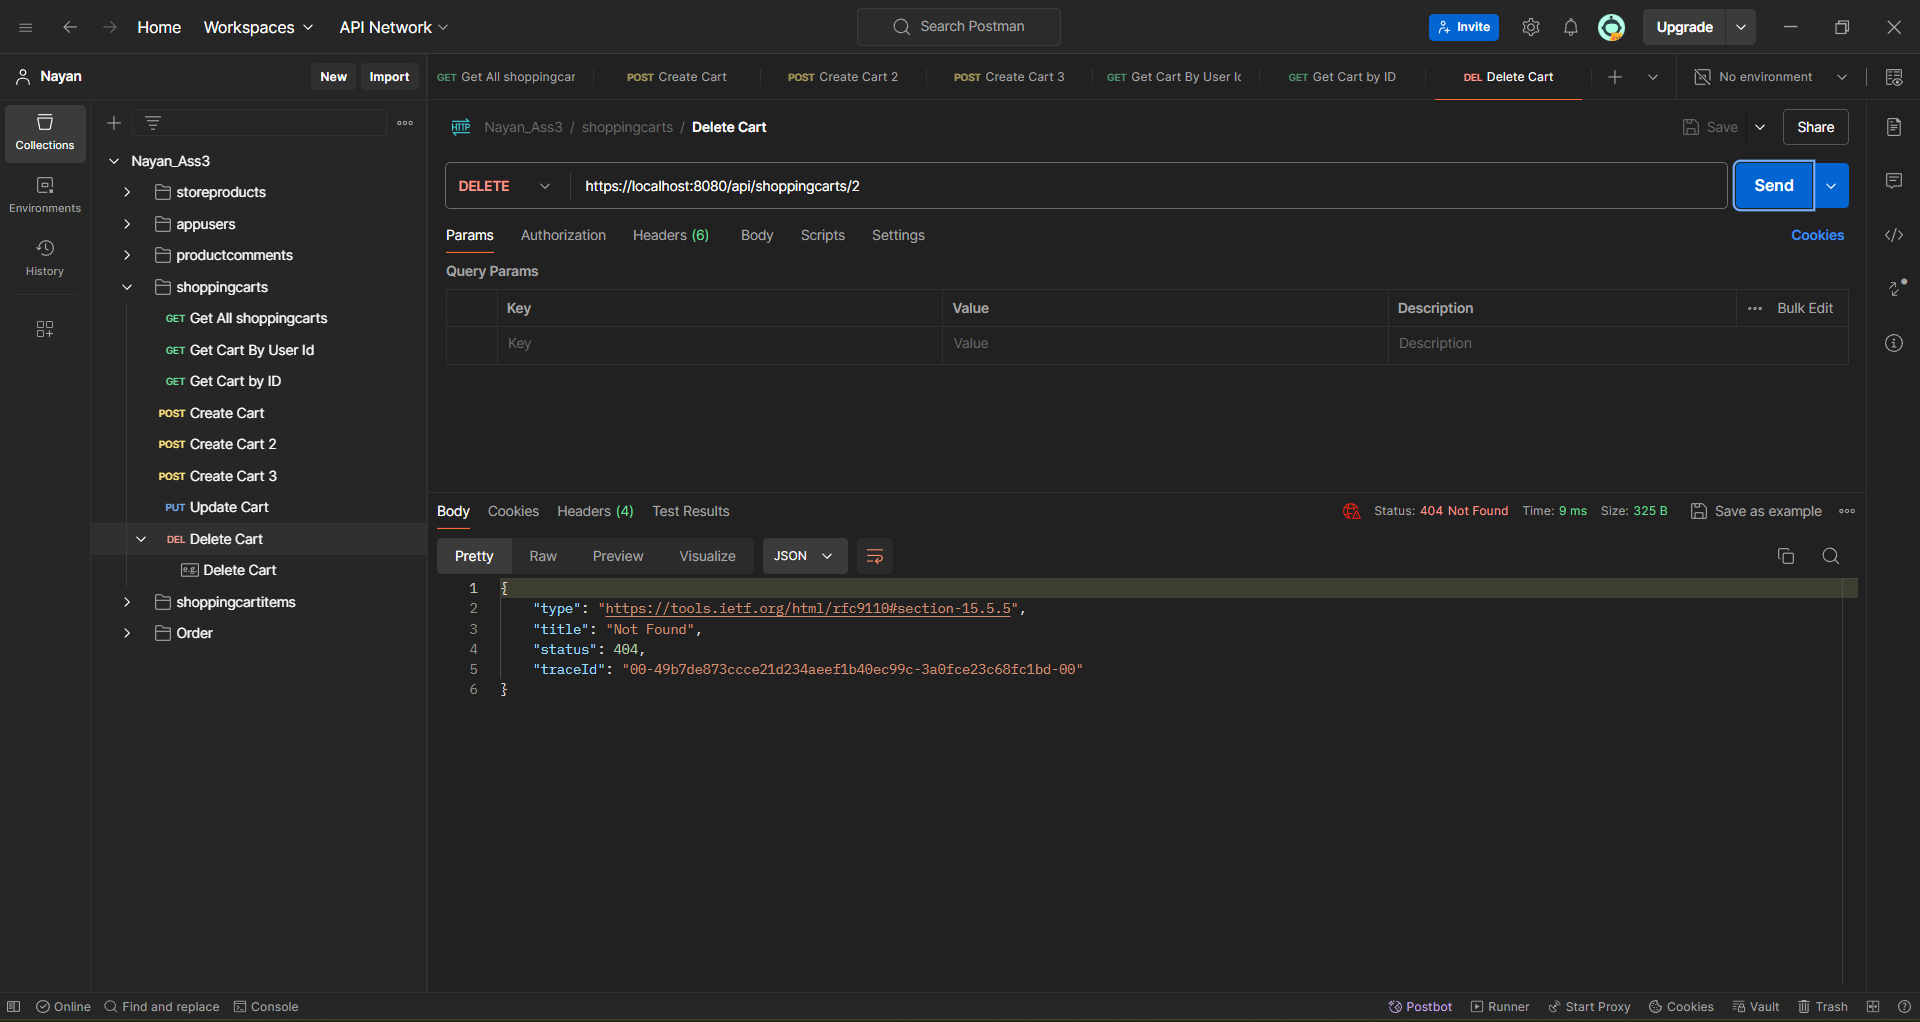 Home
Workspaces
API Network
Search Postman
Invite
Upgrade
Nayan
New
Import
GET Get All shoppingcar
POST Create Cart
POST Create Cart 2
POST Create Cart 3
GET Get Cart By User Ic
GET Get Cart by ID
DEL Delete Cart
No environment
Collections
Environments
History
Nayan_Ass3
storeproducts
appusers
productcomments
shoppingcarts
GET Get All shoppingcarts
GET Get Cart By User Id
GET Get Cart by ID
POST Create Cart
POST Create Cart 2
POST Create Cart 3
PUT Update Cart
DEL Delete Cart
e.g. Delete Cart
shoppingcartitems
Order
HTTP Nayan_Ass3 / shoppingcarts / Delete Cart
Save
Share
DELETE
https://localhost:8080/api/shoppingcarts/2
Send
Params
Authorization
Headers (6)
Body
Scripts
Settings
Cookies
Query Params
Key
Value
Description
Bulk Edit
Key
Value
Description
Body
Cookies
Headers (4)
Test Results
Status: 404 Not Found
Time: 9 ms
Size: 325 B
Save as example
Pretty
Raw
Preview
Visualize
JSON
1 {
2 "type": "https://tools.ietf.org/html/rfc9110#section-15.5.5",
3 "title": "Not Found",
4 "status": 404,
5 "traceId": "00-49b7de873ccce21d234aeef1b40ec99c-3a0fce23c68fc1bd-00"
6 }
Online
Find and replace
Console
Postbot
Runner
Start Proxy
Cookies
Vault
Trash